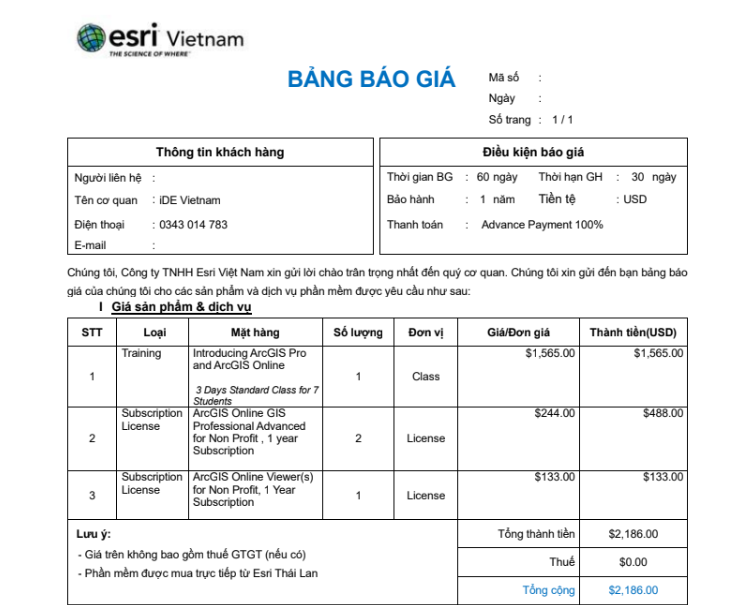 esri Vietnam
THE SCIENCE OF WHERE™
BẢNG BÁO GIÁ
Mã số :
Ngày :
Số trang : 1 / 1
Thông tin khách hàng
Người liên hệ :
Tên cơ quan : iDE Vietnam
Điện thoại : 0343 014 783
E-mail :
Điều kiện báo giá
Thời gian BG : 60 ngày Thời hạn GH : 30 ngày
Bảo hành : 1 năm Tiền tệ : USD
Thanh toán : Advance Payment 100%
Chúng tôi, Công ty TNHH Esri Việt Nam xin gửi lời chào trân trọng nhất đến quý cơ quan. Chúng tôi xin gửi đến bạn bảng báo
giá của chúng tôi cho các sản phẩm và dịch vụ phần mềm được yêu cầu như sau:
I Giá sản phẩm & dịch vụ
STT Loại Mặt hàng Số lượng Đơn vị Giá/Đơn giá Thành tiền(USD)
Training Introducing ArcGIS Pro $1,565.00 $1,565.00
and ArcGIS Online
1 1 Class
3 Days Standard Class for 7
Students
Subscription ArcGIS Online GIS $244.00 $488.00
License Professional Advanced
2 for Non Profit , 1 year 2 License
Subscription
Subscription ArcGIS Online Viewer(s) $133.00 $133.00
License for Non Profit, 1 Year
3 Subscription 1 License
Lưu ý:
- Giá trên không bao gồm thuế GTGT (nếu có)
- Phần mềm được mua trực tiếp từ Esri Thái Lan
Tổng thành tiền $2,186.00
Thuế $0.00
Tổng cộng $2,186.00